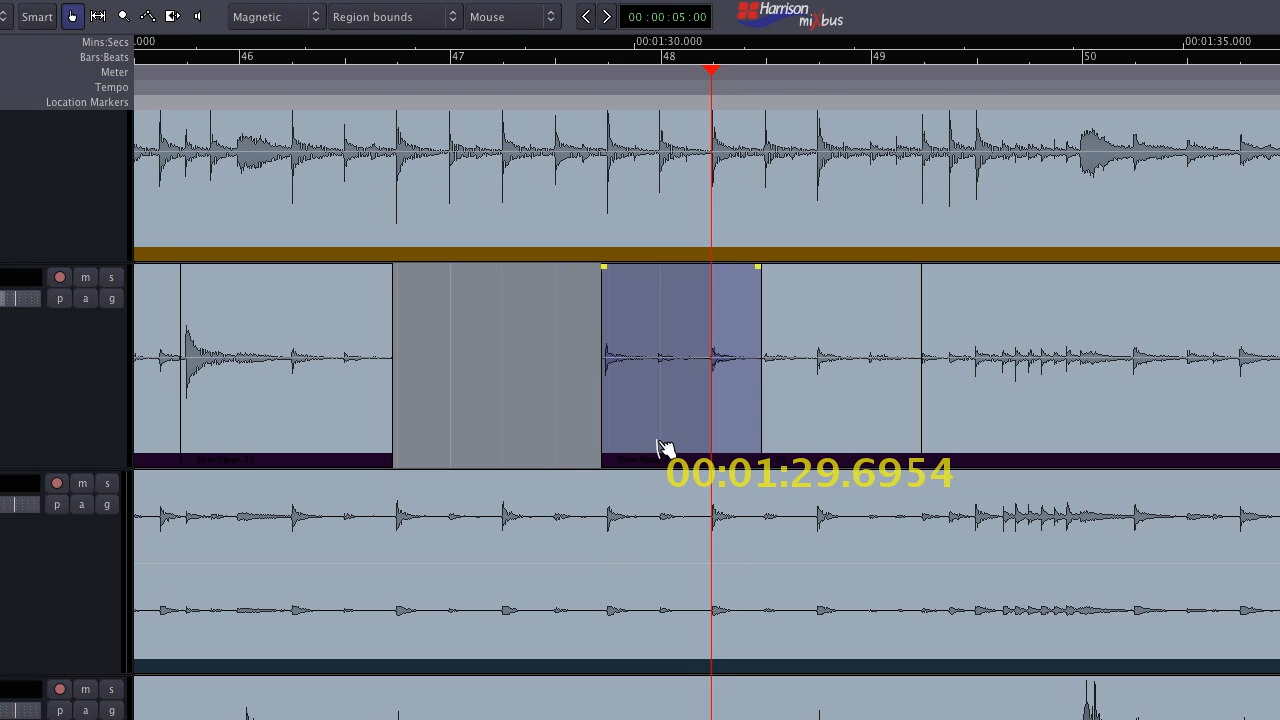 Smart Magnetic Region bounds Mouse 00:00:05:00 Harrison mixbus
Mins:Secs .000 00:01:30.000 00:01:35.000
Bars:Beats 46 47 48 49 50
Meter
Tempo
Location Markers
m s
p a g
00:01:29.6954
m s
p a g
m s
p a g